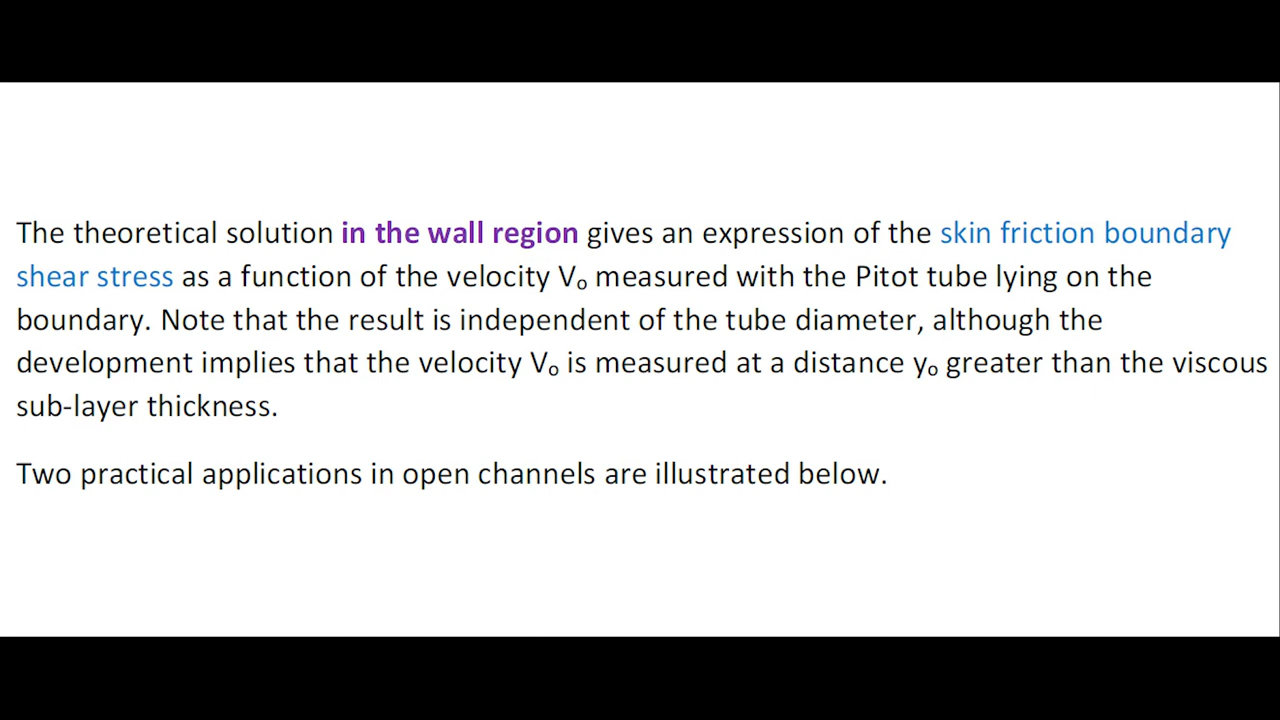 The theoretical solution in the wall region gives an expression of the skin friction boundary
shear stress as a function of the velocity Vₒ measured with the Pitot tube lying on the
boundary. Note that the result is independent of the tube diameter, although the
development implies that the velocity Vₒ is measured at a distance yₒ greater than the viscous
sub-layer thickness.
Two practical applications in open channels are illustrated below.